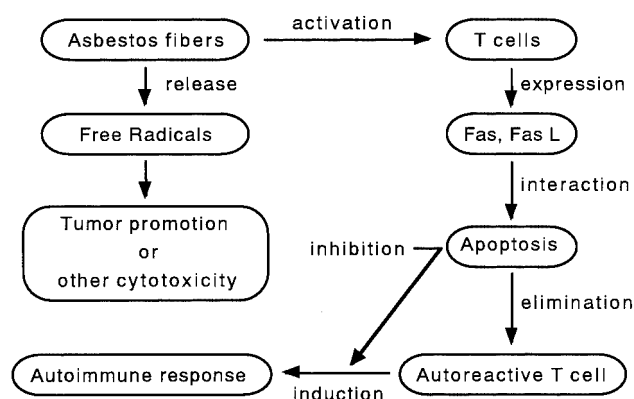 activation
Asbestos fibers
T cells
release
expression
Free Radicals
Fas, Fas L
interaction
Tumor promotion
or
other cytotoxicity
inhibition
Apoptosis
elimination
Autoimmune response
induction
Autoreactive T cell